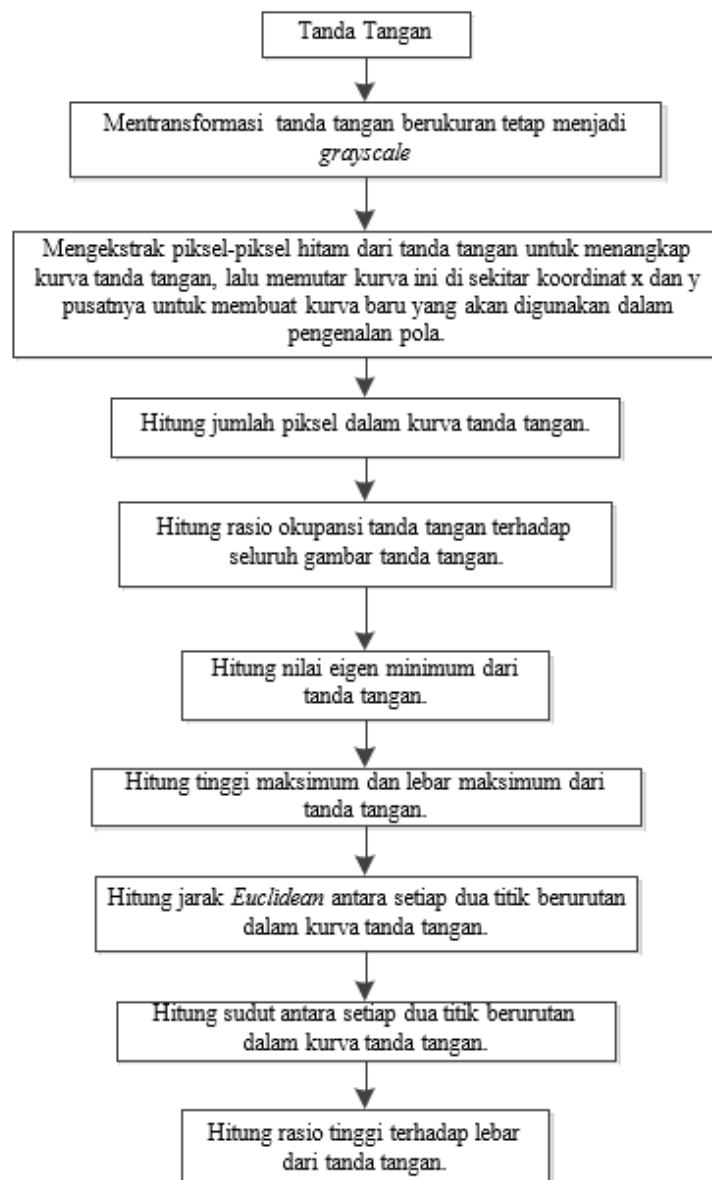 Tanda Tangan
Mentransformasi tanda tangan berukuran tetap menjadi
grayscale
Mengekstrak piksel-piksel hitam dari tanda tangan untuk menangkap
kurva tanda tangan, lalu memutar kurva ini di sekitar koordinat x dan y
pusatnya untuk membuat kurva baru yang akan digunakan dalam
pengenalan pola.
Hitung jumlah piksel dalam kurva tanda tangan.
Hitung rasio okupansi tanda tangan terhadap
seluruh gambar tanda tangan.
Hitung nilai eigen minimum dari
tanda tangan.
Hitung tinggi maksimum dan lebar maksimum dari
tanda tangan.
Hitung jarak Euclidean antara setiap dua titik berurutan
dalam kurva tanda tangan.
Hitung sudut antara setiap dua titik berurutan
dalam kurva tanda tangan.
Hitung rasio tinggi terhadap lebar
dari tanda tangan.